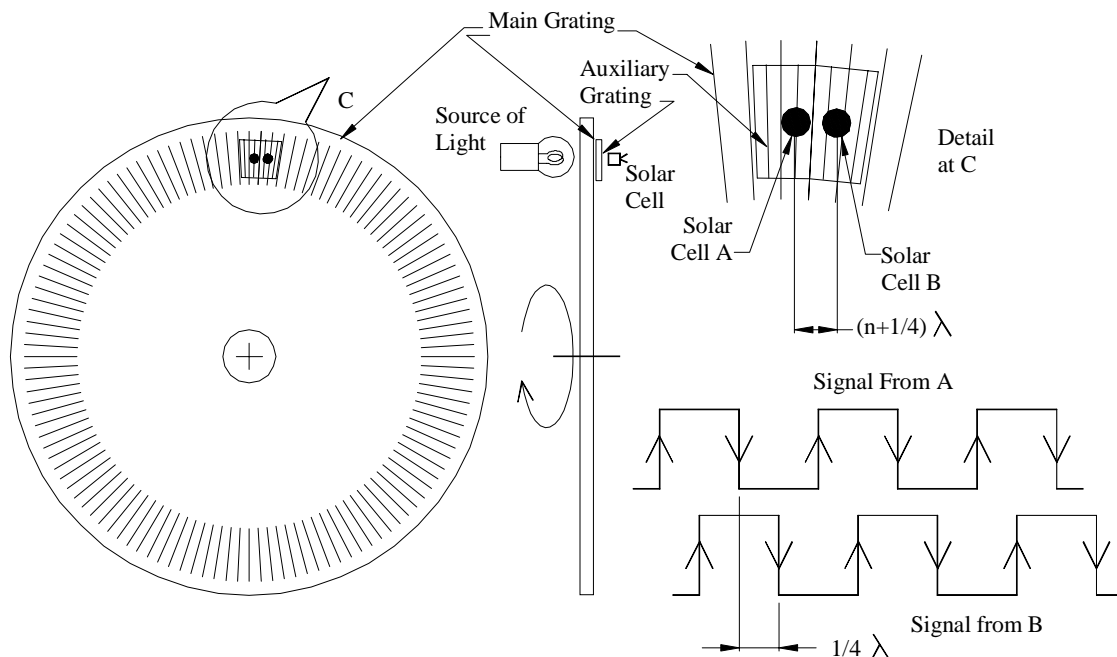 Main Grating
C
Auxiliary
Grating
Source of
Light
Solar
Cell
Detail
at C
Solar
Cell A
Solar
Cell B
(n+1/4) λ
Signal From A
Signal from B
1/4 λ